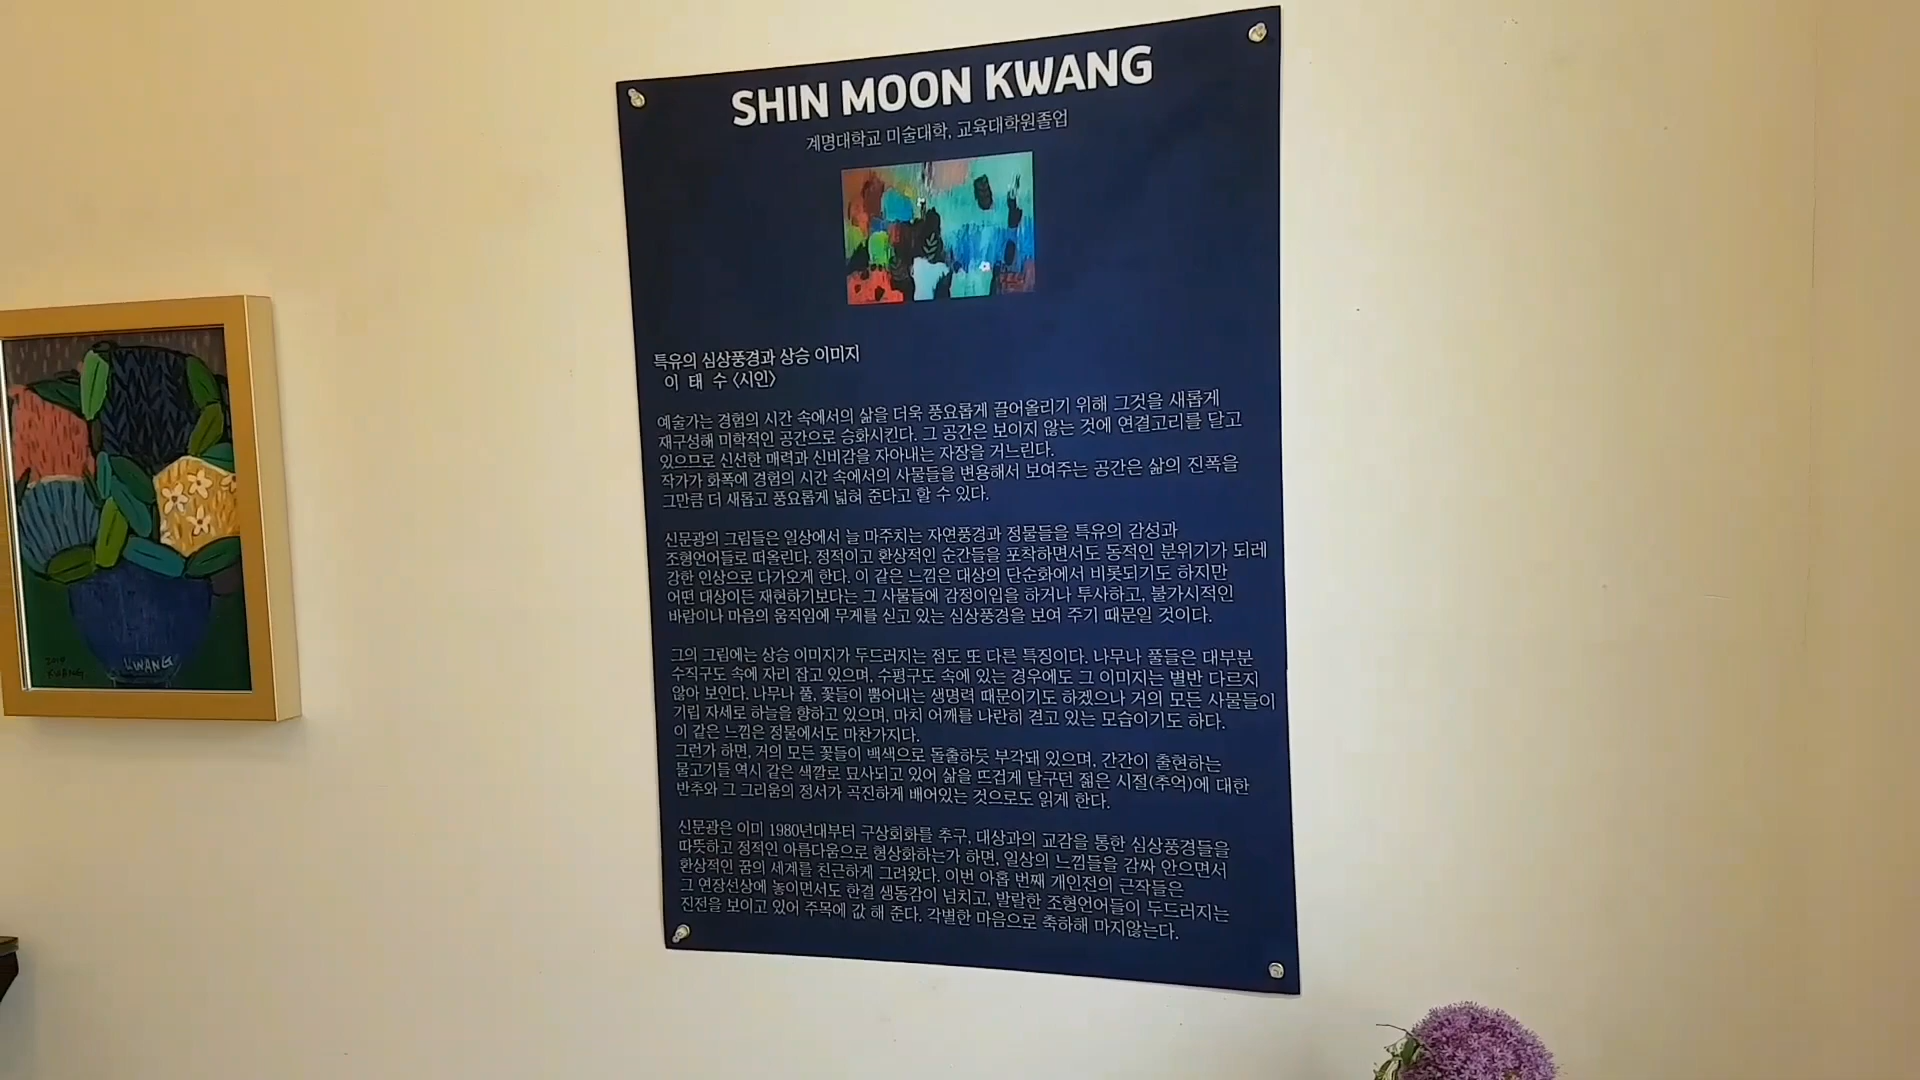 SHIN MOON KWANG
계명대학교 미술대학, 교육대학원졸업
특유의 심상풍경과 상승 이미지
이 태 수 〈시인〉
예술가는 경험의 시간 속에서의 삶을 더욱 풍요롭게 끌어올리기 위해 그것을 새롭게
재구성해 미학적인 공간으로 승화시킨다. 그 공간은 보이지 않는 것에 연결고리를 달고
있으므로 신선한 매력과 신비감을 자아내는 자장을 거느린다.
작가가 화폭에 경험의 시간 속에서의 사물들을 변용해서 보여주는 공간은 삶의 진폭을
그만큼 더 새롭고 풍요롭게 넓혀 준다고 할 수 있다.
신문광의 그림들은 일상에서 늘 마주치는 자연풍경과 정물들을 특유의 감성과
조형언어들로 떠올린다. 정적이고 환상적인 순간들을 포착하면서도 동적인 분위기가 되레
강한 인상으로 다가오게 한다. 이 같은 느낌은 대상의 단순화에서 비롯되기도 하지만
어떤 대상이든 재현하기보다는 그 사물들에 감정이입을 하거나 투사하고, 불가시적인
바람이나 마음의 움직임에 무게를 싣고 있는 심상풍경을 보여 주기 때문일 것이다.
그의 그림에는 상승 이미지가 두드러지는 점도 또 다른 특징이다. 나무나 풀들은 대부분
수직구도 속에 자리 잡고 있으며, 수평구도 속에 있는 경우에도 그 이미지는 별반 다르지
않아 보인다. 나무나 풀, 꽃들이 뿜어내는 생명력 때문이기도 하겠으나 거의 모든 사물들이
기립 자세로 하늘을 향하고 있으며, 마치 어깨를 나란히 겯고 있는 모습이기도 하다.
이 같은 느낌은 정물에서도 마찬가지다.
그런가 하면, 거의 모든 꽃들이 백색으로 돌출하듯 부각돼 있으며, 간간이 출현하는
물고기들 역시 같은 색깔로 묘사되고 있어 삶을 뜨겁게 달구던 젊은 시절(추억)에 대한
반추와 그 그리움의 정서가 곡진하게 배어있는 것으로도 읽게 한다.
신문광은 이미 1980년대부터 구상회화를 추구, 대상과의 교감을 통한 심상풍경들을
따뜻하고 정적인 아름다움으로 형상화하는가 하면, 일상의 느낌들을 감싸 안으면서
환상적인 꿈의 세계를 친근하게 그려왔다. 이번 아홉 번째 개인전의 근작들은
그 연장선상에 놓이면서도 한결 생동감이 넘치고, 발랄한 조형언어들이 두드러지는
진전을 보이고 있어 주목에 값 해 준다. 각별한 마음으로 축하해 마지않는다.
KWANG
KWANG